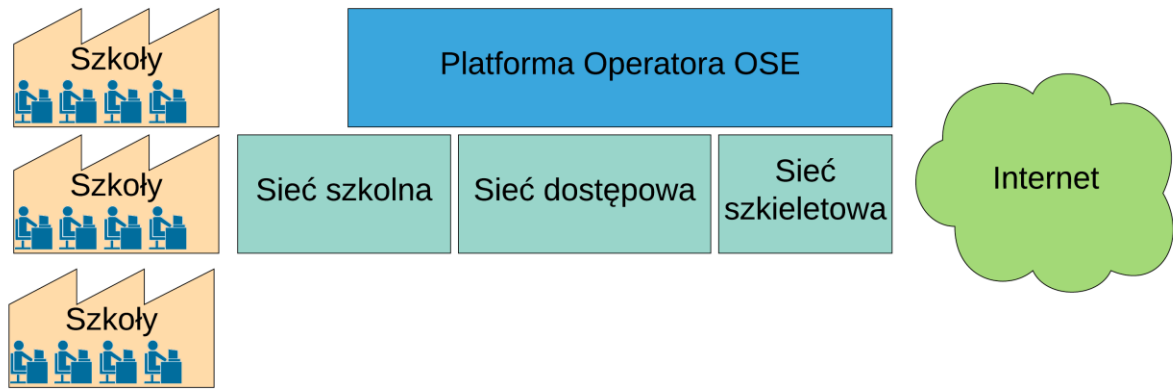 Szkoły
Platforma Operatora OSE
Szkoły
Sieć szkolna
Sieć dostępowa
Sieć
szkieletowa
Internet
Szkoły